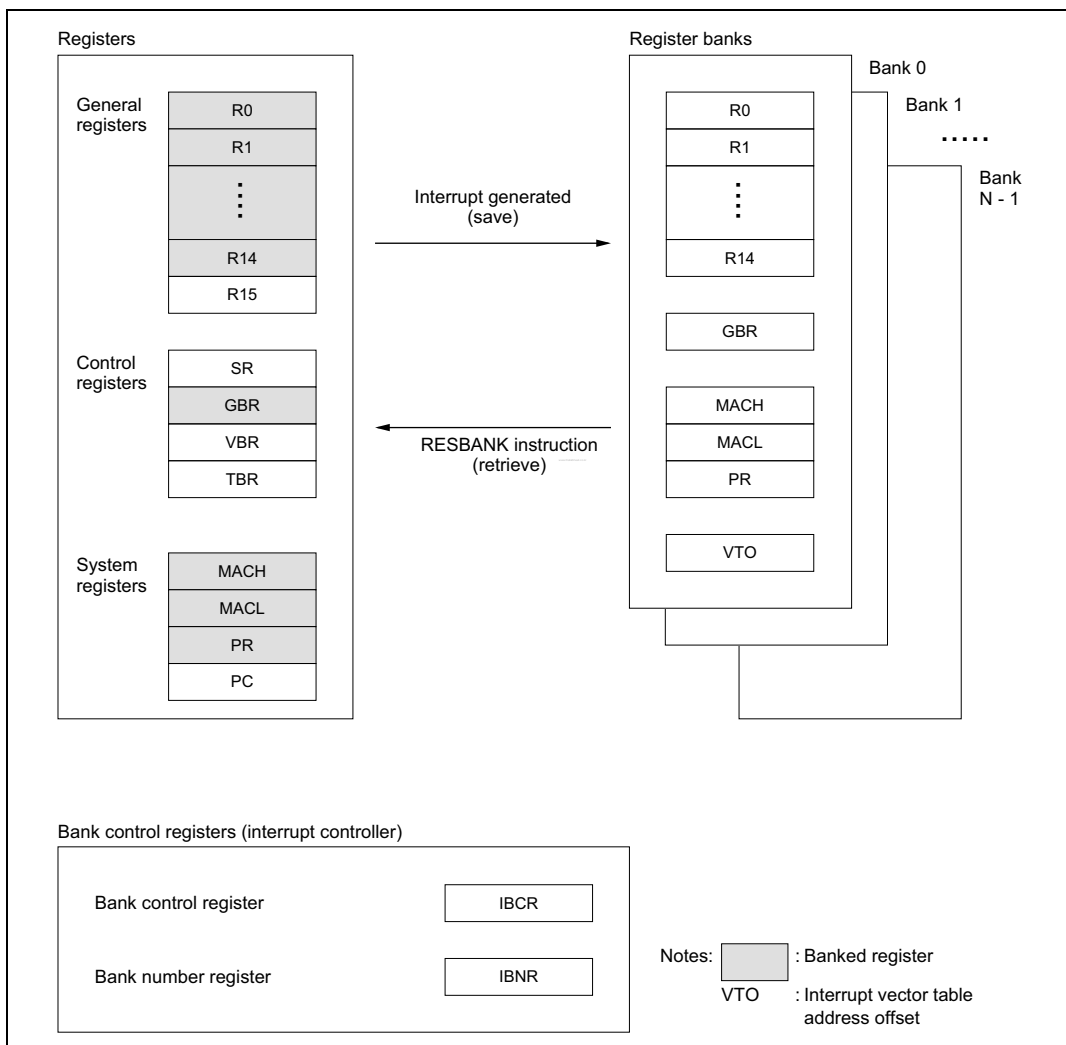 Registers
General
registers
R0
R1
R14
R15
Control
registers
SR
GBR
VBR
TBR
System
registers
MACH
MACL
PR
PC
Interrupt generated
(save)
RESBANK instruction
(retrieve)
Register banks
Bank 0
Bank 1
.....
Bank
N - 1
R0
R1
R14
GBR
MACH
MACL
PR
VTO
Bank control registers (interrupt controller)
Bank control register
IBCR
Bank number register
IBNR
Notes: : Banked register
VTO : Interrupt vector table
address offset